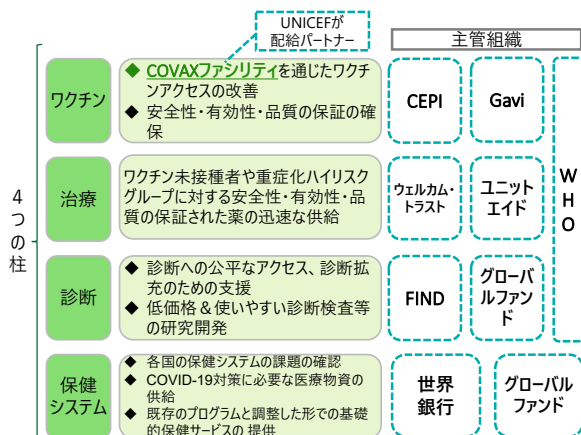 UNICEFが
配給パートナー
主管組織
4つの柱
ワクチン
◆ COVAXファシリティを通じたワクチ
ンアクセスの改善
◆ 安全性・有効性・品質の保証の確
保
CEPI
Gavi
WHO
治療
ワクチン未接種者や重症化ハイリスク
グループに対する安全性・有効性・品
質の保証された薬の迅速な供給
ウェルカム・
トラスト
ユニット
エイド
診断
◆ 診断への公平なアクセス、診断拡
充のための支援
◆ 低価格＆使いやすい診断検査等
の研究開発
FIND
グローバ
ルファン
ド
保健
システム
◆ 各国の保健システムの課題の確認
◆ COVID-19対策に必要な医療物資の
供給
◆ 既存のプログラムと調整した形での基礎
的保健サービスの 提供
世界
銀行
グローバル
ファンド